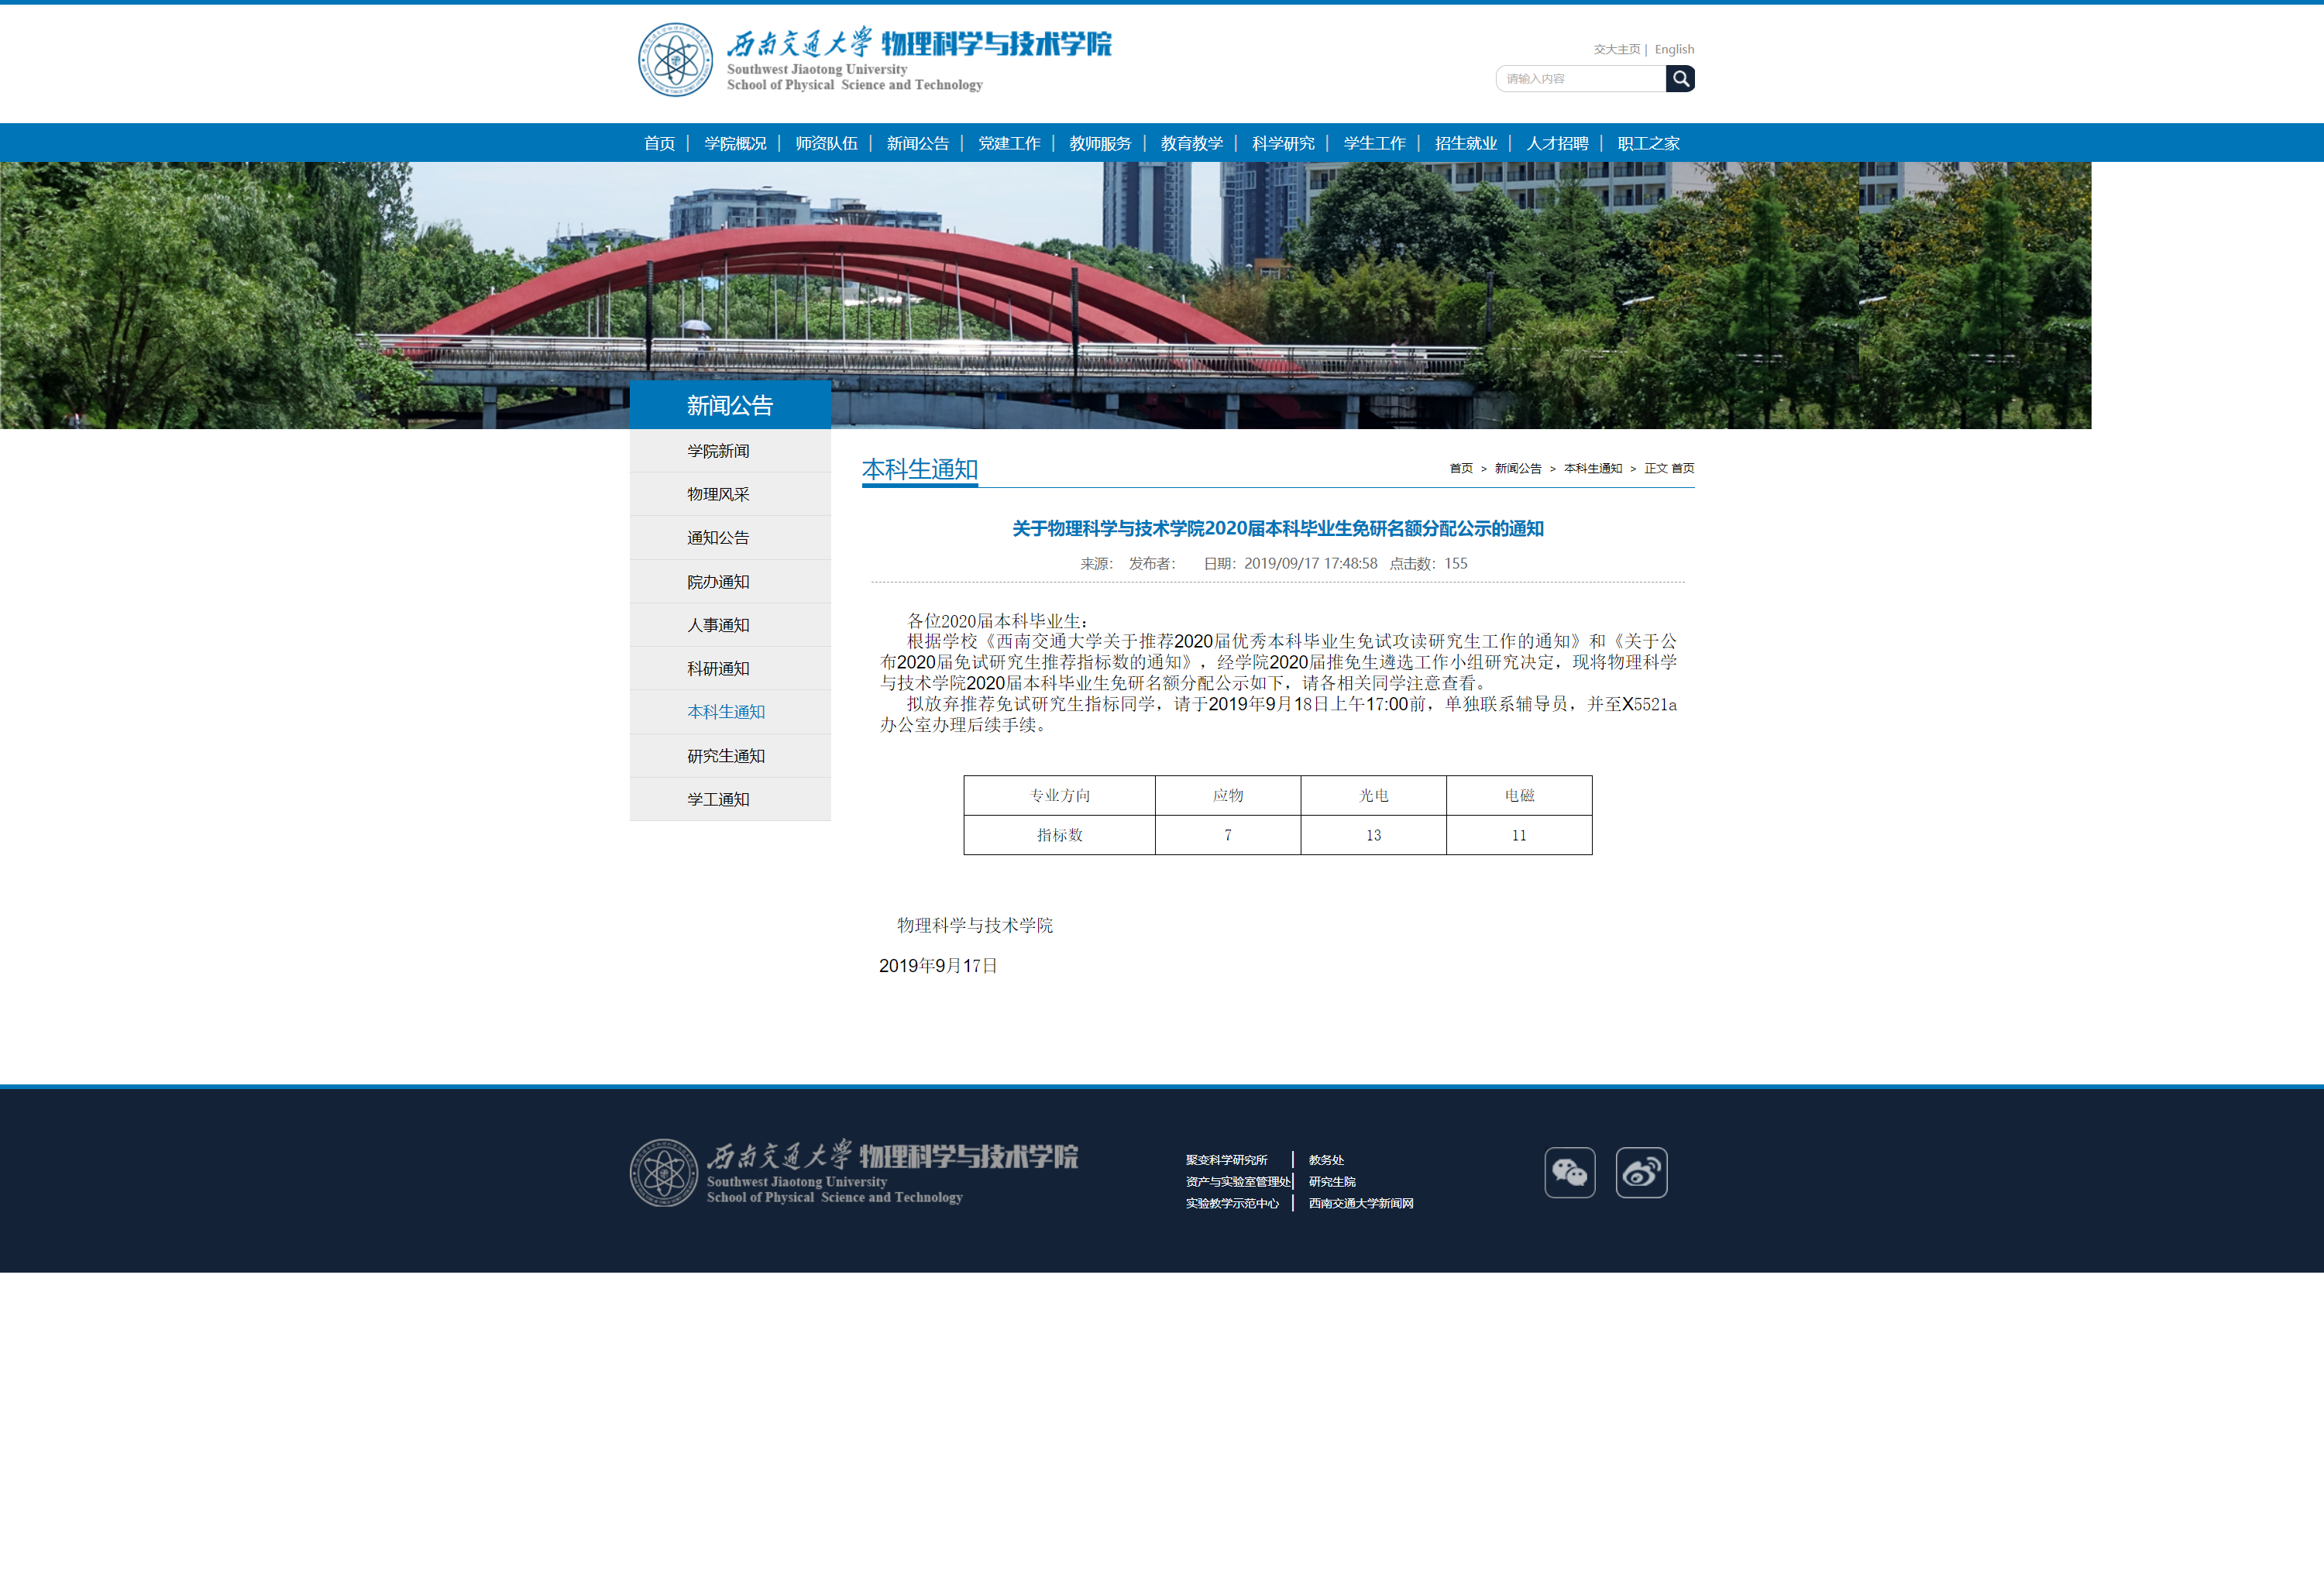 西南交通大学 物理科学与技术学院
Southwest Jiaotong University
School of Physical Science and Technology
交大主页 | English
请输入内容
首页 | 学院概况 | 师资队伍 | 新闻公告 | 党建工作 | 教师服务 | 教育教学 | 科学研究 | 学生工作 | 招生就业 | 人才招聘 | 职工之家
新闻公告
学院新闻
物理风采
通知公告
院办通知
人事通知
科研通知
本科生通知
研究生通知
学工通知
本科生通知
首页 > 新闻公告 > 本科生通知 > 正文 首页
关于物理科学与技术学院2020届本科毕业生免研名额分配公示的通知
来源： 发布者： 日期：2019/09/17 17:48:58 点击数：155
各位2020届本科毕业生：
根据学校《西南交通大学关于推荐2020届优秀本科毕业生免试攻读研究生工作的通知》和《关于公
布2020届免试研究生推荐指标数的通知》，经学院2020届推免生遴选工作小组研究决定，现将物理科学
与技术学院2020届本科毕业生免研名额分配公示如下，请各相关同学注意查看。
拟放弃推荐免试研究生指标同学，请于2019年9月18日上午17:00前，单独联系辅导员，并至X5521a
办公室办理后续手续。
专业方向 应物 光电 电磁
指标数 7 13 11
物理科学与技术学院
2019年9月17日
西南交通大学 物理科学与技术学院
Southwest Jiaotong University
School of Physical Science and Technology
聚变科学研究所 | 教务处
资产与实验室管理处 | 研究生院
实验教学示范中心 | 西南交通大学新闻网